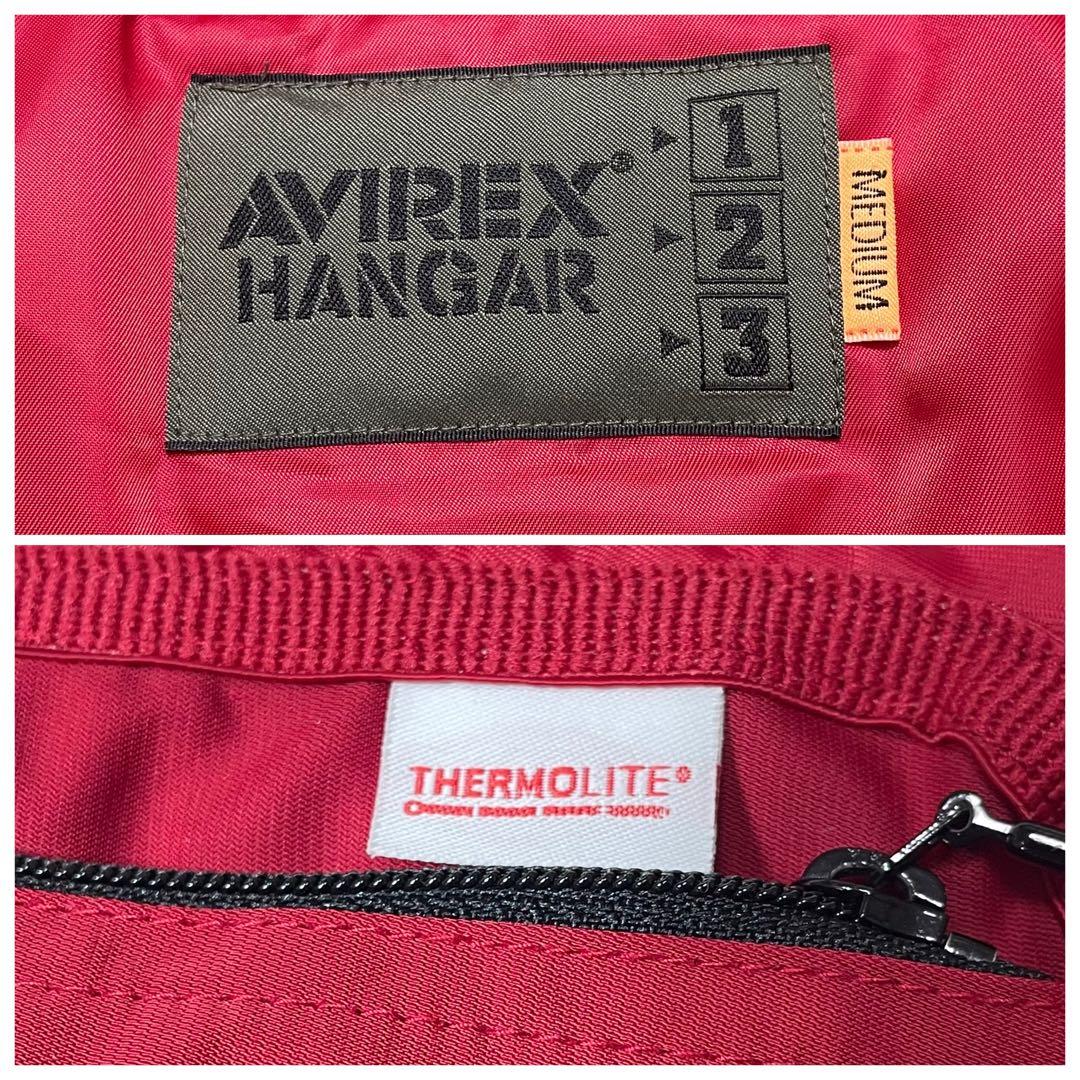 AVIREX®
HANGAR
1
2
3
MEDIUM
THERMOLITE®